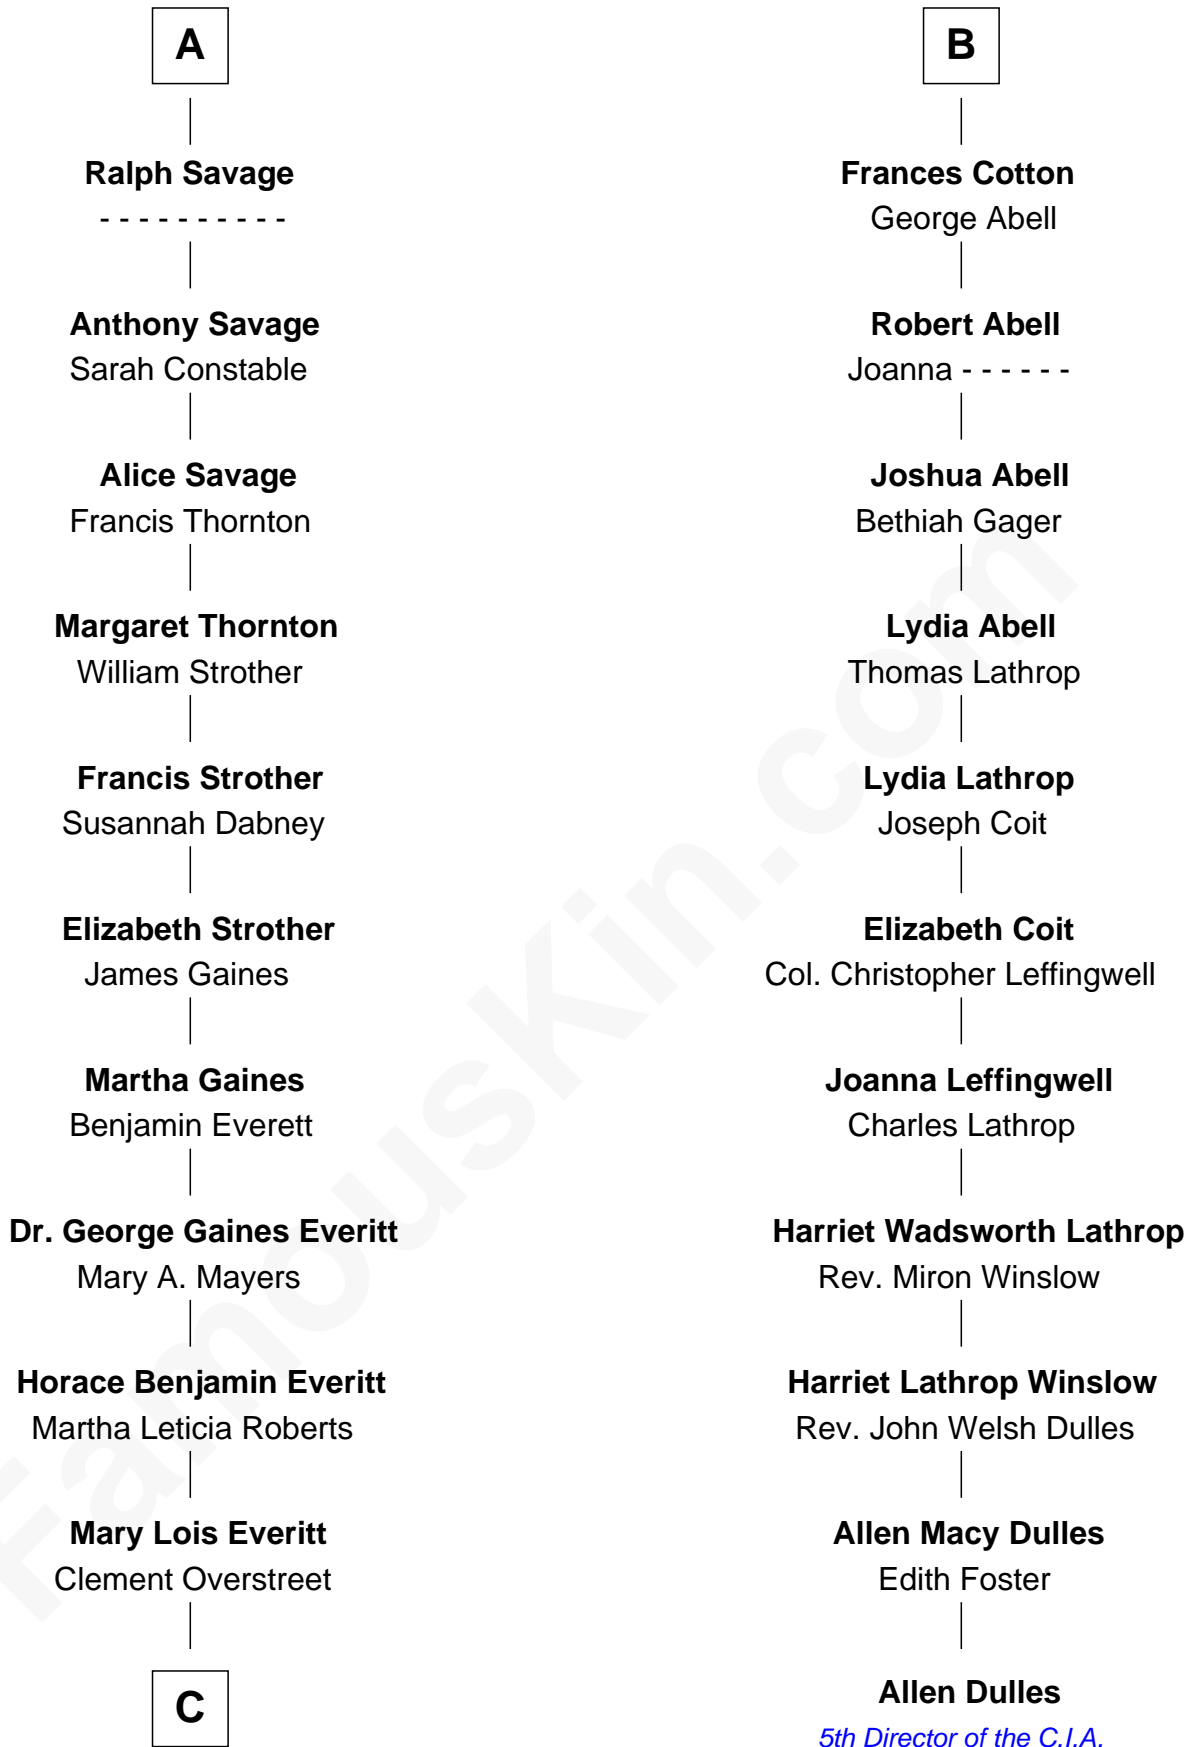 A
Ralph Savage
- - - - - - - - - -
Anthony Savage
Sarah Constable
Alice Savage
Francis Thornton
Margaret Thornton
William Strother
Francis Strother
Susannah Dabney
Elizabeth Strother
James Gaines
Martha Gaines
Benjamin Everett
Dr. George Gaines Everitt
Mary A. Mayers
Horace Benjamin Everitt
Martha Leticia Roberts
Mary Lois Everitt
Clement Overstreet
C
B
Frances Cotton
George Abell
Robert Abell
Joanna - - - - - -
Joshua Abell
Bethiah Gager
Lydia Abell
Thomas Lathrop
Lydia Lathrop
Joseph Coit
Elizabeth Coit
Col. Christopher Leffingwell
Joanna Leffingwell
Charles Lathrop
Harriet Wadsworth Lathrop
Rev. Miron Winslow
Harriet Lathrop Winslow
Rev. John Welsh Dulles
Allen Macy Dulles
Edith Foster
Allen Dulles
5th Director of the C.I.A.
FamousKin.com